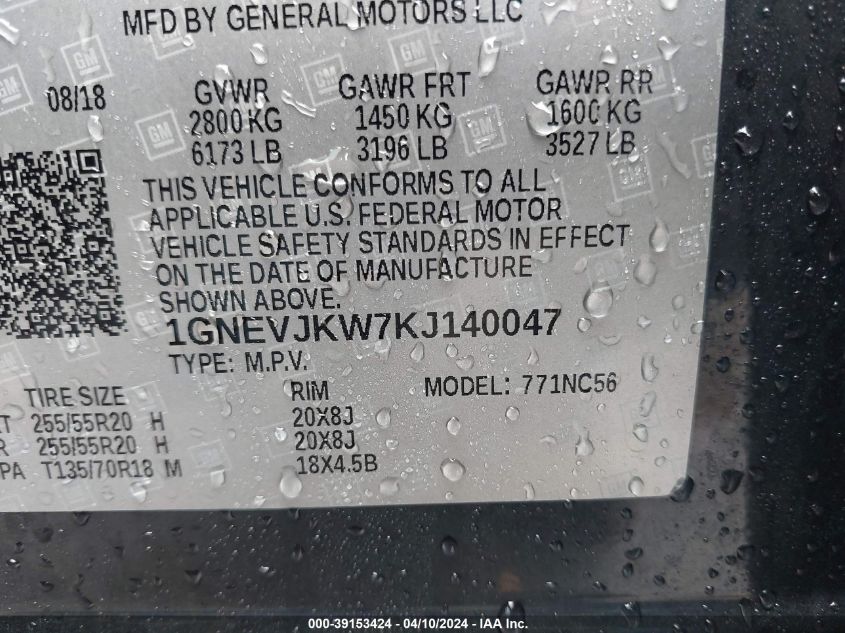 MFD BY GENERAL MOTORS LLC
08/18 GVWR GAWR FRT GAWR RR
2800 KG 1450 KG 1600 KG
6173 LB 3196 LB 3527 LB
THIS VEHICLE CONFORMS TO ALL
APPLICABLE U.S. FEDERAL MOTOR
VEHICLE SAFETY STANDARDS IN EFFECT
ON THE DATE OF MANUFACTURE
SHOWN ABOVE.
1GNEVJKW7KJ140047
TYPE: M.P.V.
TIRE SIZE RIM MODEL: 771NC56
255/55R20 H 20X8J
255/55R20 H 20X8J
T135/70R18 M 18X4.5B
000-39153424 - 04/10/2024 - IAA Inc.